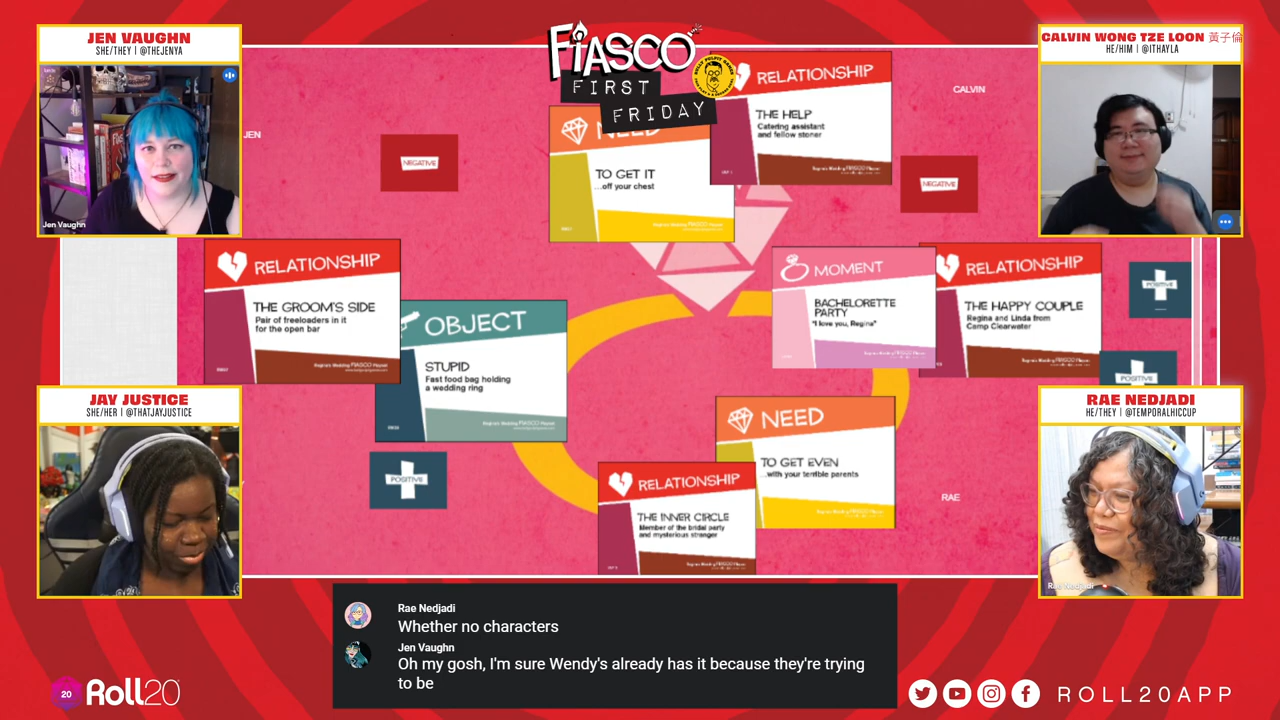 JEN VAUGHN
SHE/THEY | @THEJENYA
Jen Vaughn
FiASCO
FIRST
FRIDAY
CALVIN WONG TZE LOON 黃子倫
HE/HIM | @ITHAYLA
JEN
CALVIN
NEGATIVE
NEED
TO GET IT
...off your chest
RELATIONSHIP
THE HELP
Catering assistant
and fellow stoner
NEGATIVE
RELATIONSHIP
THE GROOM'S SIDE
Pair of freeloaders in it
for the open bar
OBJECT
STUPID
Fast food bag holding
a wedding ring
MOMENT
BACHELORETTE
PARTY
"I love you, Regina"
RELATIONSHIP
THE HAPPY COUPLE
Regina and Linda from
Camp Clearwater
POSITIVE
POSITIVE
JAY JUSTICE
SHE/HER | @THATJAYJUSTICE
POSITIVE
NEED
TO GET EVEN
...with your terrible parents
RELATIONSHIP
THE INNER CIRCLE
Member of the bridal party
and mysterious stranger
RAE
RAE NEDJADI
HE/THEY | @TEMPORALHICCUP
Rae Nedjadi
Rae Nedjadi
Whether no characters
Jen Vaughn
Oh my gosh, I'm sure Wendy's already has it because they're trying
to be
20 Roll20
ROLL20APP